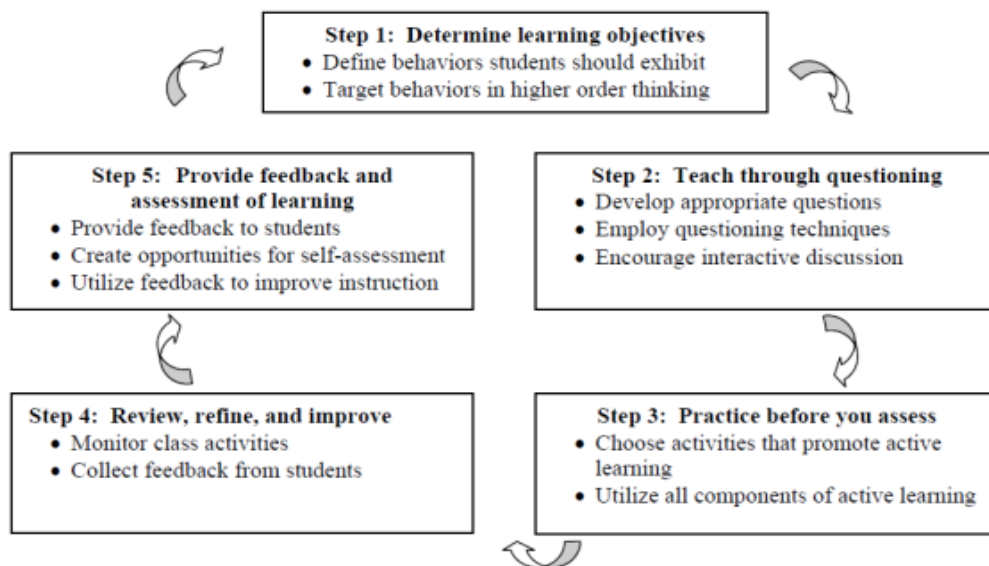 Step 1: Determine learning objectives
• Define behaviors students should exhibit
• Target behaviors in higher order thinking
Step 2: Teach through questioning
• Develop appropriate questions
• Employ questioning techniques
• Encourage interactive discussion
Step 3: Practice before you assess
• Choose activities that promote active
learning
• Utilize all components of active learning
Step 4: Review, refine, and improve
• Monitor class activities
• Collect feedback from students
Step 5: Provide feedback and
assessment of learning
• Provide feedback to students
• Create opportunities for self-assessment
• Utilize feedback to improve instruction